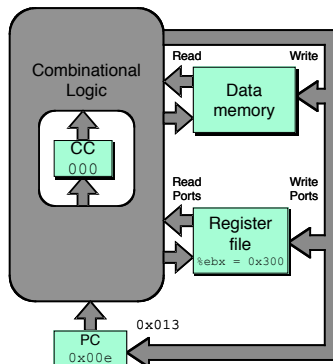 Combinational
Logic
CC
000
Read
Write
Data
memory
Read
Ports
Write
Ports
Register
file
%ebx = 0x300
0x013
PC
0x00e